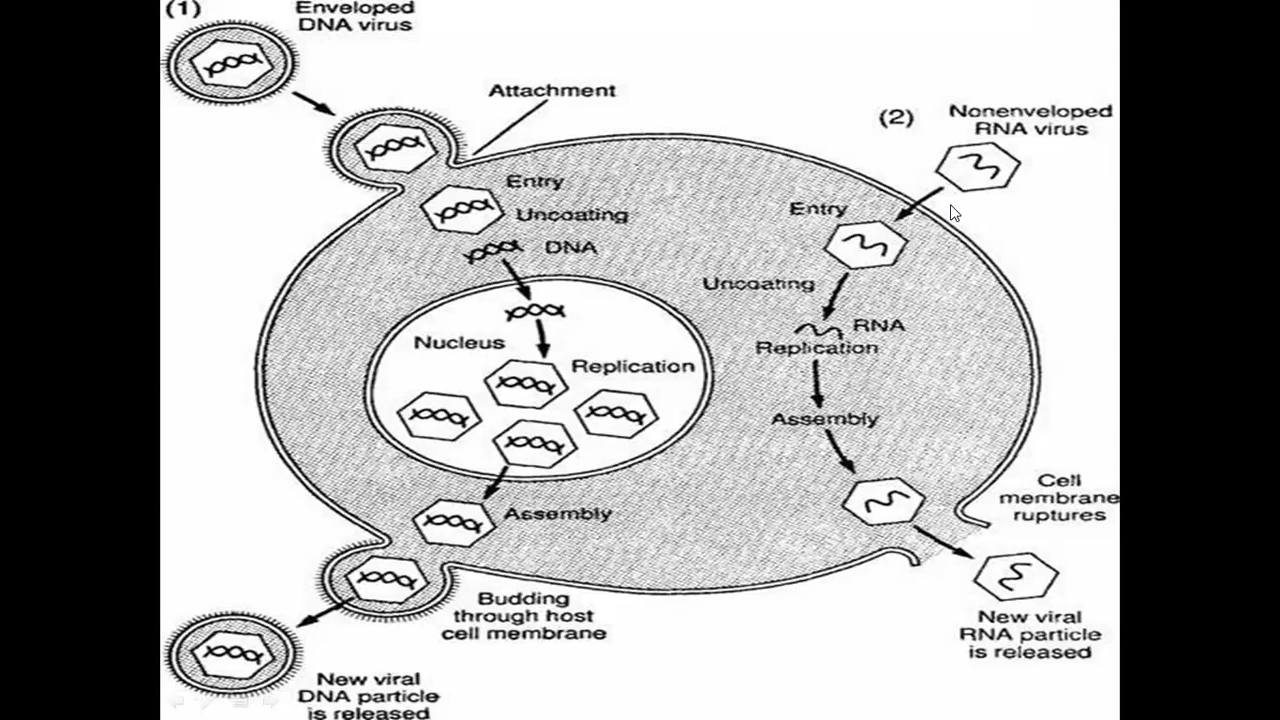 (1)
Enveloped
DNA virus
Attachment
(2)
Nonenveloped
RNA virus
Entry
Uncoating
DNA
Nucleus
Replication
Assembly
Budding
through host
cell membrane
New viral
DNA particle
is released
Entry
Uncoating
RNA
Replication
Assembly
Cell
membrane
ruptures
New viral
RNA particle
is released